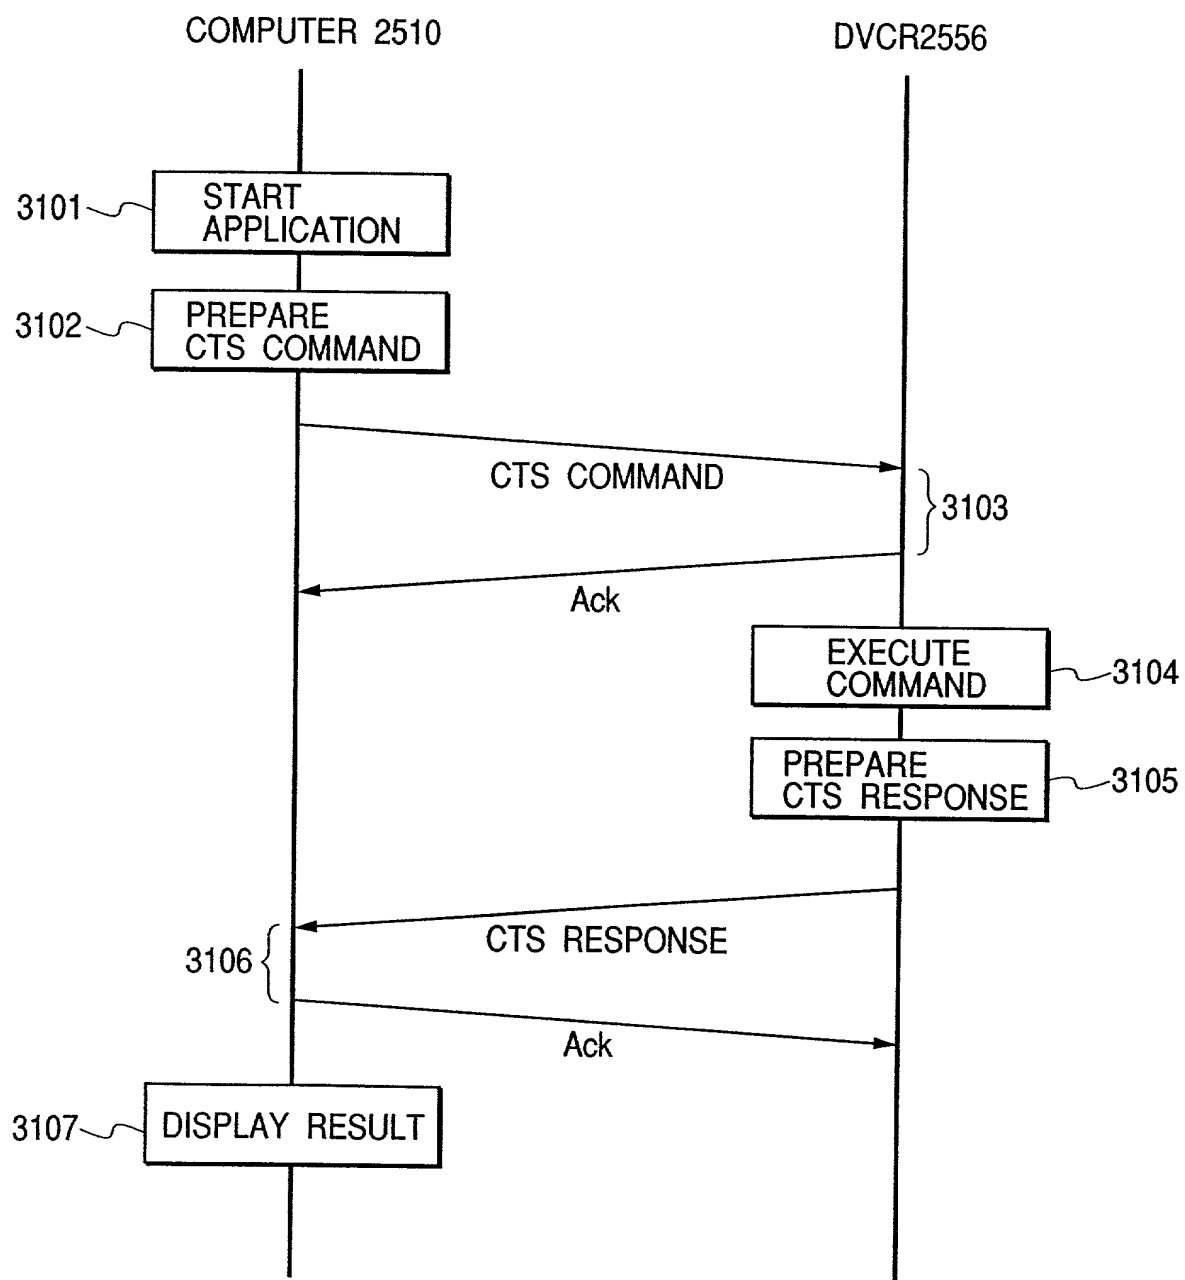 COMPUTER 2510
DVCR2556
3101
START
APPLICATION
3102
PREPARE
CTS COMMAND
CTS COMMAND
3103
Ack
EXECUTE
COMMAND
3104
PREPARE
CTS RESPONSE
3105
CTS RESPONSE
3106
Ack
3107
DISPLAY RESULT